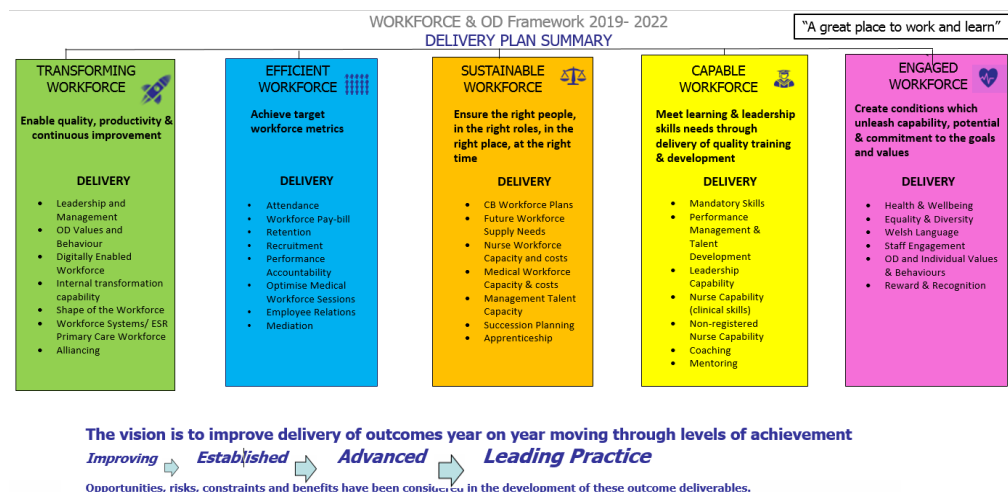 WORKFORCE & OD Framework 2019- 2022
DELIVERY PLAN SUMMARY
“A great place to work and learn”
TRANSFORMING
WORKFORCE
Enable quality, productivity &
continuous improvement
DELIVERY
• Leadership and
Management
• OD Values and
Behaviour
• Digitally Enabled
Workforce
• Internal transformation
capability
• Shape of the Workforce
• Workforce Systems/ ESR
Primary Care Workforce
• Alliancing
EFFICIENT
WORKFORCE
Achieve target
workforce metrics
DELIVERY
• Attendance
• Workforce Pay-bill
• Retention
• Recruitment
• Performance
Accountability
• Optimise Medical
Workforce Sessions
• Employee Relations
• Mediation
SUSTAINABLE
WORKFORCE
Ensure the right people,
in the right roles, in the
right place, at the right
time
DELIVERY
• CB Workforce Plans
• Future Workforce
Supply Needs
• Nurse Workforce
Capacity and costs
• Medical Workforce
Capacity & costs
• Management Talent
Capacity
• Succession Planning
• Apprenticeship
CAPABLE
WORKFORCE
Meet learning & leadership
skills needs through
delivery of quality training
& development
DELIVERY
• Mandatory Skills
• Performance
Management &
Talent
Development
• Leadership
Capability
• Nurse Capability
(clinical skills)
• Non-registered
Nurse Capability
• Coaching
• Mentoring
ENGAGED
WORKFORCE
Create conditions which
unleash capability, potential
& commitment to the goals
and values
DELIVERY
• Health & Wellbeing
• Equality & Diversity
• Welsh Language
• Staff Engagement
• OD and Individual Values
& Behaviours
• Reward & Recognition
The vision is to improve delivery of outcomes year on year moving through levels of achievement
Improving Established Advanced Leading Practice
Opportunities, risks, constraints and benefits have been considered in the development of these outcome deliverables.